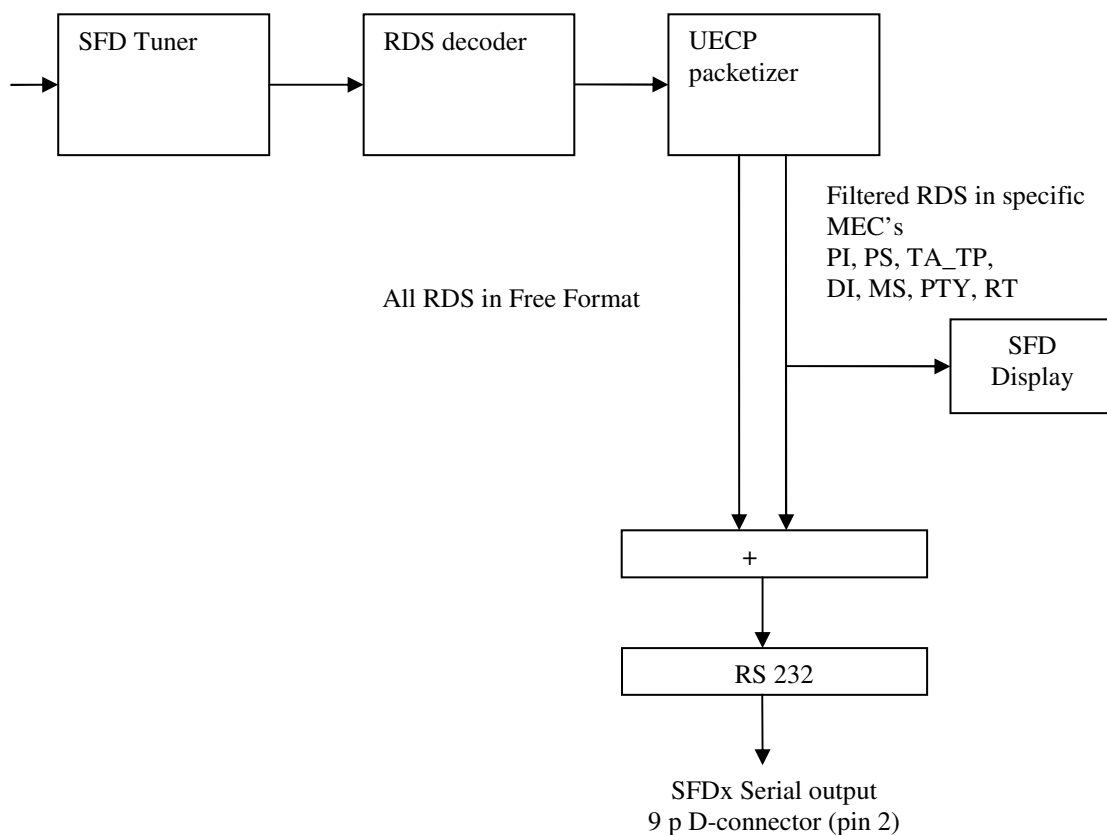 SFD Tuner
RDS decoder
UECP
packetizer
Filtered RDS in specific
MEC's
PI, PS, TA_TP,
DI, MS, PTY, RT
All RDS in Free Format
SFD
Display
+
RS 232
SFDx Serial output
9 p D-connector (pin 2)